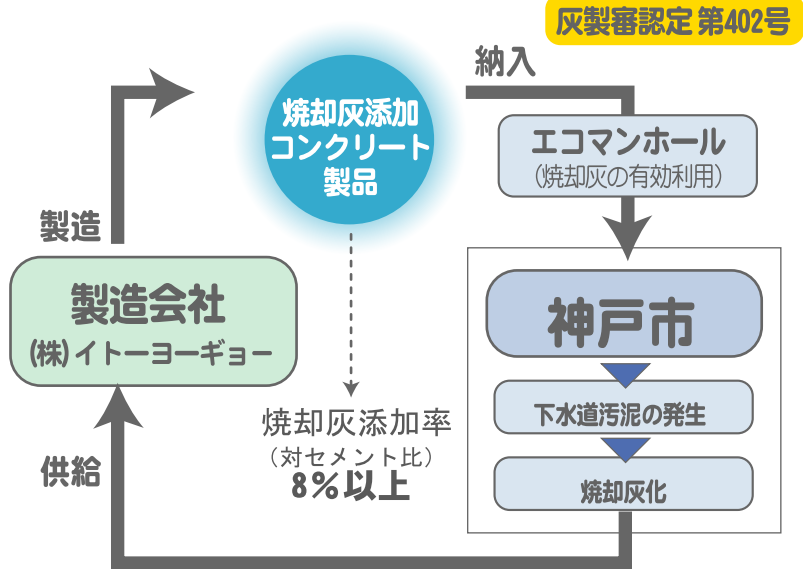 灰製審認定 第402号
納入
焼却灰添加
コンクリート
製品
エコマンホール
(焼却灰の有効利用)
製造
製造会社
(株)イトーヨーギョー
神戸市
下水道汚泥の発生
焼却灰化
焼却灰添加率
(対セメント比)
8%以上
供給